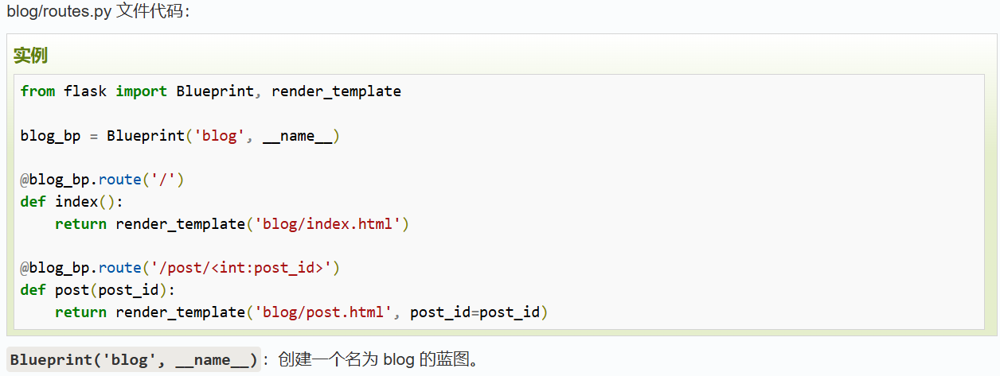 blog/routes.py 文件代码：
实例
from flask import Blueprint, render_template
blog_bp = Blueprint('blog', __name__)
@blog_bp.route('/')
def index():
    return render_template('blog/index.html')
@blog_bp.route('/post/<int:post_id>')
def post(post_id):
    return render_template('blog/post.html', post_id=post_id)
Blueprint('blog', __name__)：创建一个名为 blog 的蓝图。